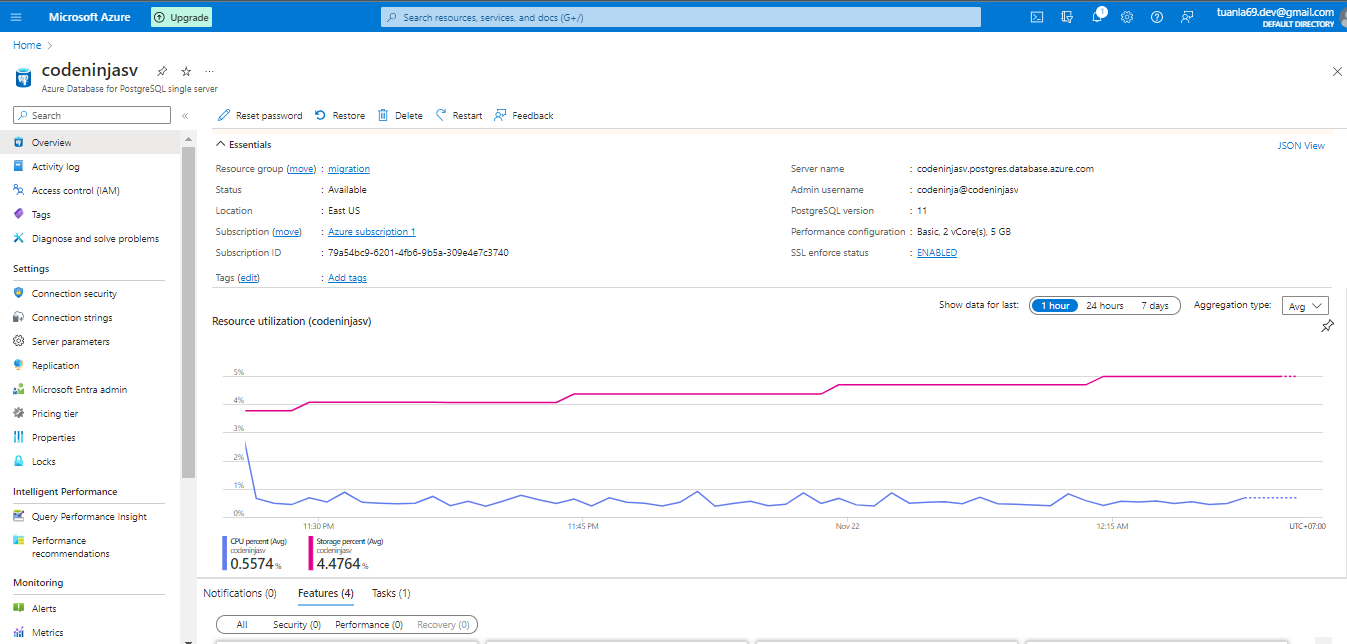 Microsoft Azure
Upgrade
Search resources, services, and docs (G+/)
1
tuanla69.dev@gmail.com
DEFAULT DIRECTORY
Home
codeninjasv
Azure Database for PostgreSQL single server
Search
Overview
Activity log
Access control (IAM)
Tags
Diagnose and solve problems
Settings
Connection security
Connection strings
Server parameters
Replication
Microsoft Entra admin
Pricing tier
Properties
Locks
Intelligent Performance
Query Performance Insight
Performance
recommendations
Monitoring
Alerts
Metrics
Reset password Restore Delete Restart Feedback
Essentials
JSON View
Resource group (move) : migration
Status : Available
Location : East US
Subscription (move) : Azure subscription 1
Subscription ID : 79a54bc9-6201-4fb6-9b5a-309e4e7c3740
Tags (edit) : Add tags
Server name : codeninjasv.postgres.database.azure.com
Admin username : codeninja@codeninjasv
PostgreSQL version : 11
Performance configuration : Basic, 2 vCore(s), 5 GB
SSL enforce status : ENABLED
Show data for last: 1 hour 24 hours 7 days Aggregation type: Avg
Resource utilization (codeninjasv)
5%
4%
3%
2%
1%
0%
11:30 PM 11:45 PM Nov 22 12:15 AM UTC+07:00
CPU percent (Avg)
codeninjasv
0.5574 %
Storage percent (Avg)
codeninjasv
4.4764 %
Notifications (0) Features (4) Tasks (1)
All Security (0) Performance (0) Recovery (0)